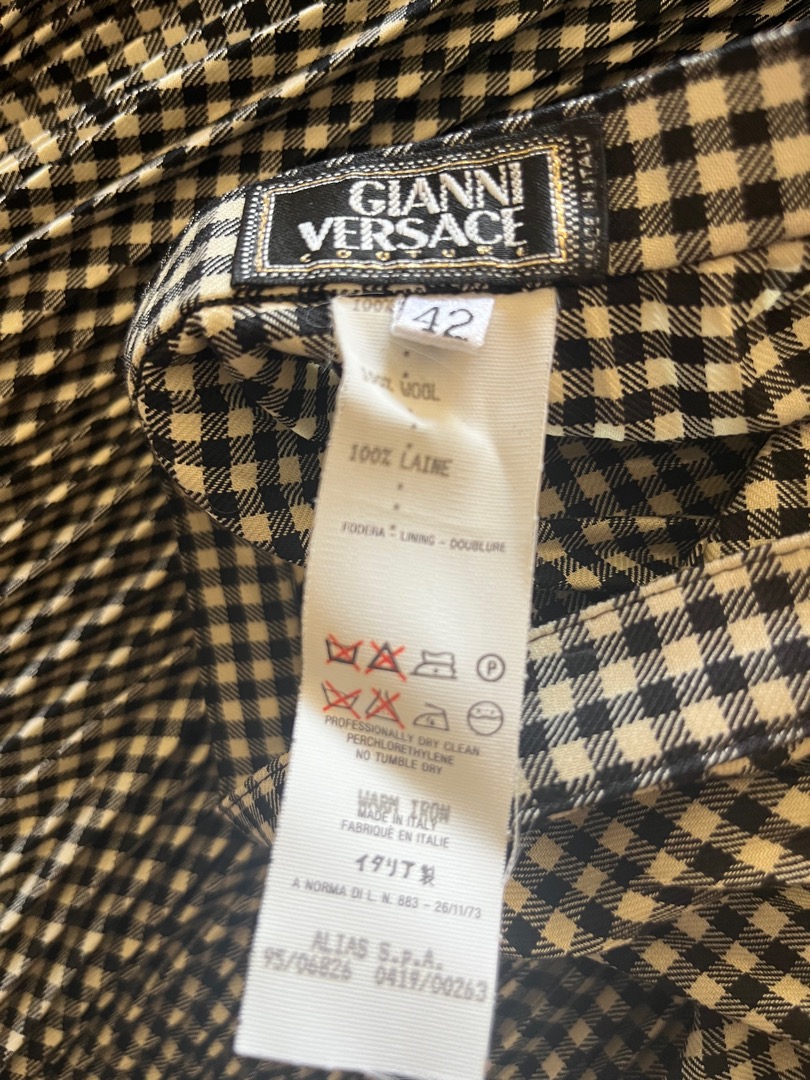 GIANNI
VERSACE
COUTURE
MADE IN ITALY
42
100%
100% WOOL
100% LAINE
FODERA - LINING - DOUBLURE
P
PROFESSIONALLY DRY CLEAN
PERCHLORETHYLENE
NO TUMBLE DRY
WARM IRON
MADE IN ITALY
FABRIQUÉ EN ITALIE
イタリア製
A NORMA DI L. N. 883 - 26/11/73
ALIAS S.P.A.
95/06826 0419/00263